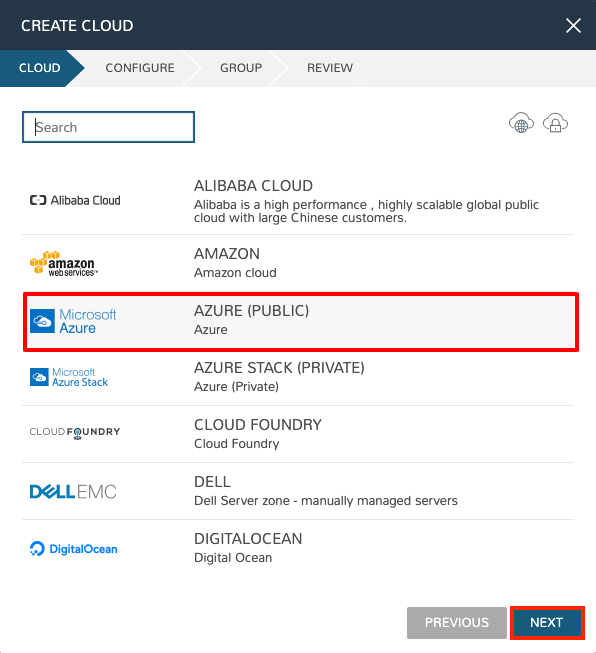 CREATE CLOUD
CLOUD
CONFIGURE
GROUP
REVIEW
Search
Alibaba Cloud
ALIBABA CLOUD
Alibaba is a high performance , highly scalable global public
cloud with large Chinese customers.
amazon
webservices™
AMAZON
Amazon cloud
Microsoft
Azure
AZURE (PUBLIC)
Azure
Microsoft
Azure Stack
AZURE STACK (PRIVATE)
Azure (Private)
CLOUD FOUNDRY
CLOUD FOUNDRY
Cloud Foundry
DELL EMC
DELL
Dell Server zone - manually managed servers
DigitalOcean
DIGITALOCEAN
Digital Ocean
PREVIOUS
NEXT